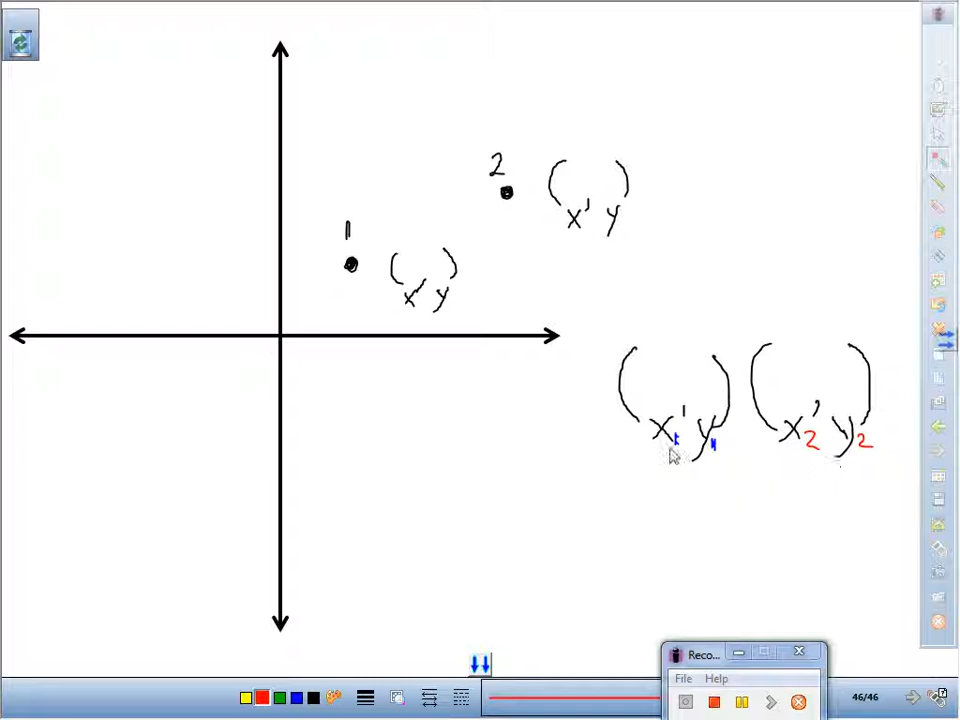 2
( x, y )
1
( x, y )
( x1, y1 ) ( x2, y2 )
Reco...
File Help
46/46